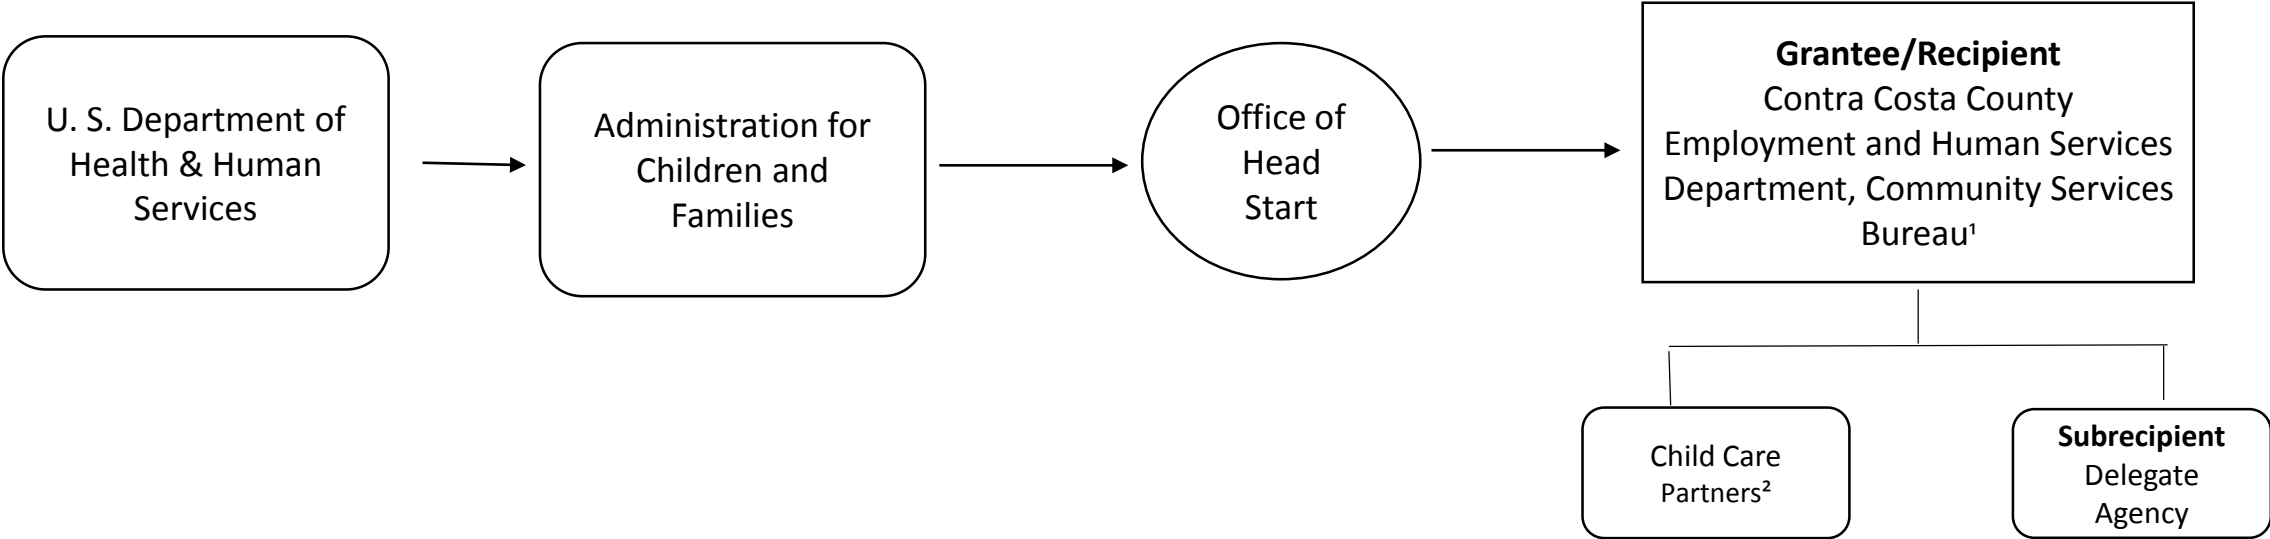 U. S. Department of
Health & Human
Services
Administration for
Children and
Families
Office of
Head
Start
Grantee/Recipient
Contra Costa County
Employment and Human Services
Department, Community Services
Bureau¹
Child Care
Partners²
Subrecipient
Delegate
Agency